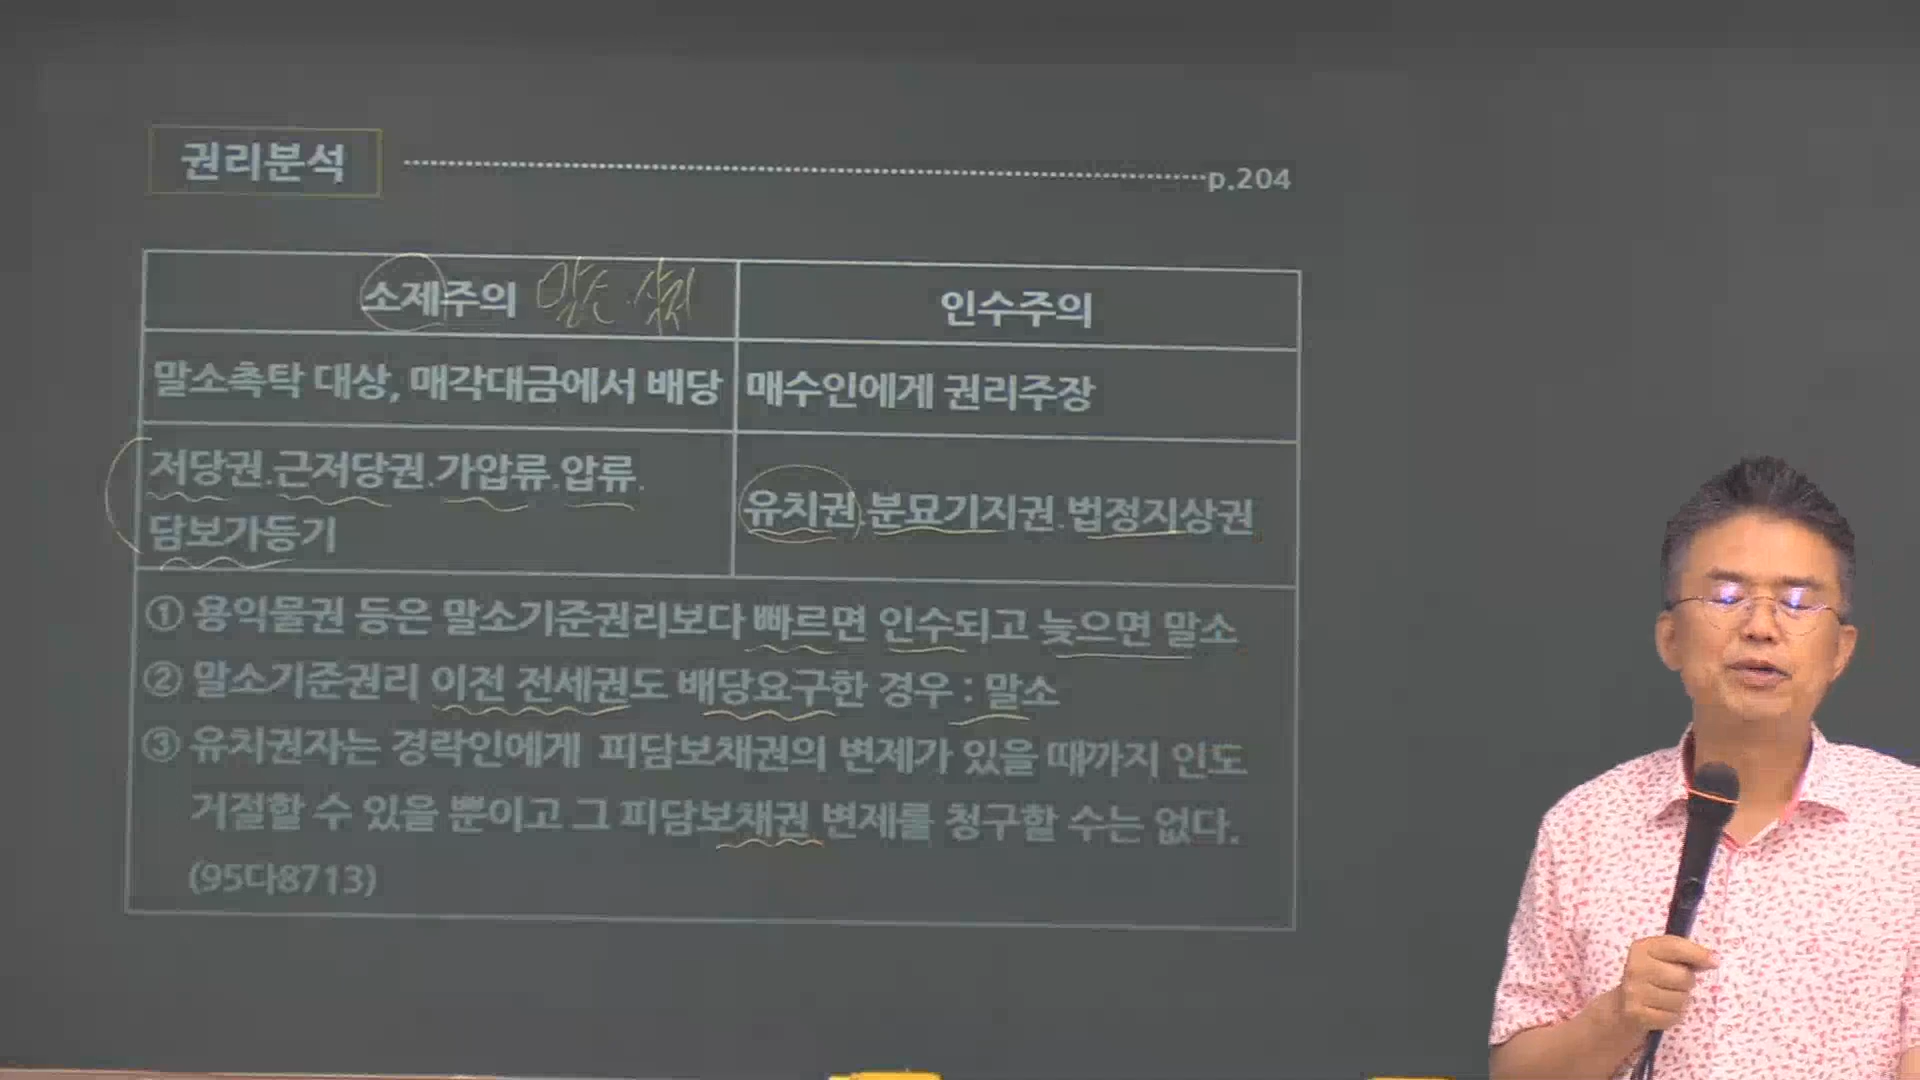 권리분석 p.204
소제주의 말소 삭제 인수주의
말소촉탁 대상, 매각대금에서 배당 매수인에게 권리주장
저당권.근저당권.가압류.압류.
담보가등기
유치권.분묘기지권.법정지상권
① 용익물권 등은 말소기준권리보다 빠르면 인수되고 늦으면 말소
② 말소기준권리 이전 전세권도 배당요구한 경우 : 말소
③ 유치권자는 경락인에게 피담보채권의 변제가 있을 때까지 인도
거절할 수 있을 뿐이고 그 피담보채권 변제를 청구할 수는 없다.
(95다8713)